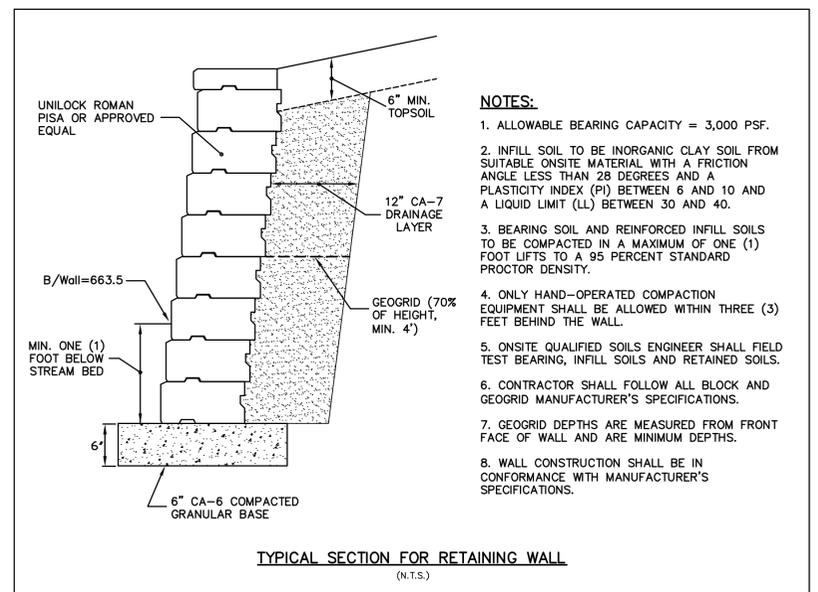 UNILOCK ROMAN
PISA OR APPROVED
EQUAL
6" MIN.
TOPSOIL
12" CA-7
DRAINAGE
LAYER
B/Wall=663.5
GEOGRID (70%
OF HEIGHT,
MIN. 4')
MIN. ONE (1)
FOOT BELOW
STREAM BED
6"
6" CA-6 COMPACTED
GRANULAR BASE
NOTES:
1. ALLOWABLE BEARING CAPACITY = 3,000 PSF.
2. INFILL SOIL TO BE INORGANIC CLAY SOIL FROM
SUITABLE ONSITE MATERIAL WITH A FRICTION
ANGLE LESS THAN 28 DEGREES AND A
PLASTICITY INDEX (PI) BETWEEN 6 AND 10 AND
A LIQUID LIMIT (LL) BETWEEN 30 AND 40.
3. BEARING SOIL AND REINFORCED INFILL SOILS
TO BE COMPACTED IN A MAXIMUM OF ONE (1)
FOOT LIFTS TO A 95 PERCENT STANDARD
PROCTOR DENSITY.
4. ONLY HAND-OPERATED COMPACTION
EQUIPMENT SHALL BE ALLOWED WITHIN THREE (3)
FEET BEHIND THE WALL.
5. ONSITE QUALIFIED SOILS ENGINEER SHALL FIELD
TEST BEARING, INFILL SOILS AND RETAINED SOILS.
6. CONTRACTOR SHALL FOLLOW ALL BLOCK AND
GEOGRID MANUFACTURER'S SPECIFICATIONS.
7. GEOGRID DEPTHS ARE MEASURED FROM FRONT
FACE OF WALL AND ARE MINIMUM DEPTHS.
8. WALL CONSTRUCTION SHALL BE IN
CONFORMANCE WITH MANUFACTURER'S
SPECIFICATIONS.
TYPICAL SECTION FOR RETAINING WALL
(N.T.S.)